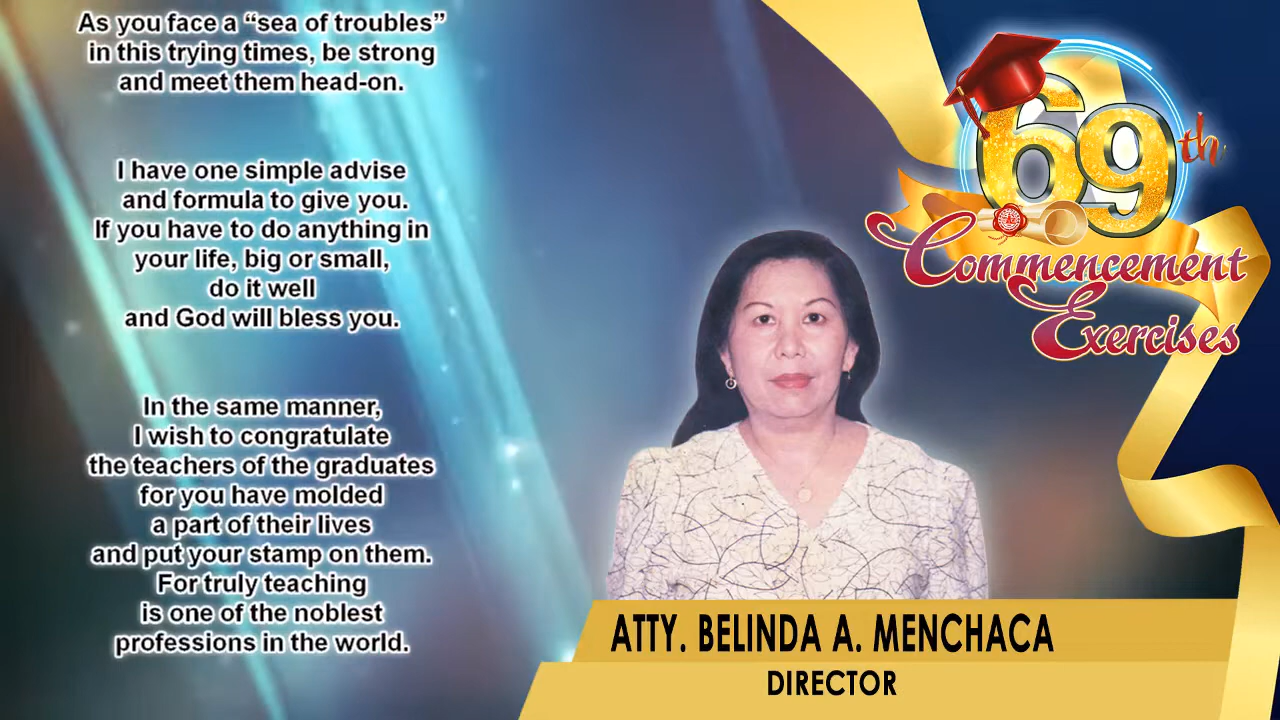 As you face a “sea of troubles”
in this trying times, be strong
and meet them head-on.
I have one simple advise
and formula to give you.
If you have to do anything in
your life, big or small,
do it well
and God will bless you.
In the same manner,
I wish to congratulate
the teachers of the graduates
for you have molded
a part of their lives
and put your stamp on them.
For truly teaching
is one of the noblest
professions in the world.
69th
Commencement
Exercises
ATTY. BELINDA A. MENCHACA
DIRECTOR